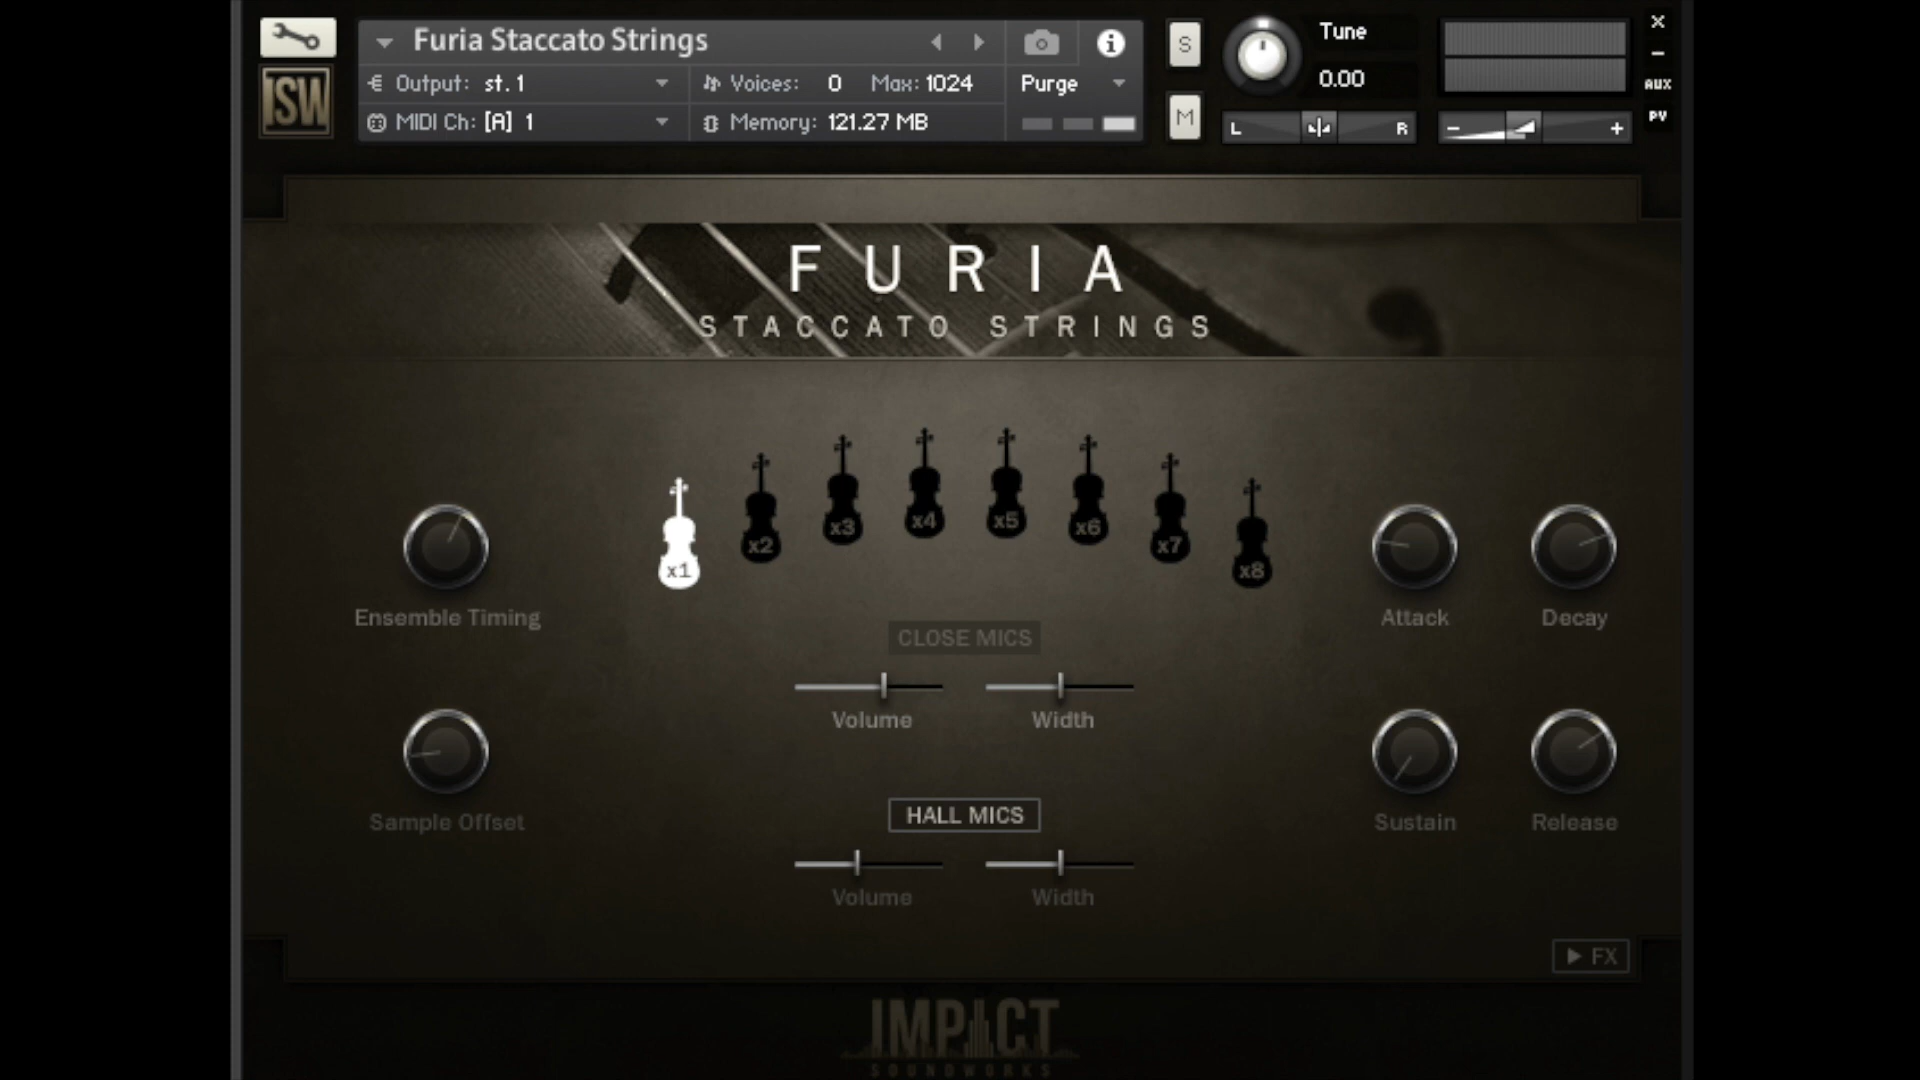 Furia Staccato Strings
S
Tune
0.00
X
AUX
PV
ISW
Output: st. 1
Voices: 0 Max: 1024
Purge
MIDI Ch: [A] 1
Memory: 121.27 MB
M
L R
- +
FURIA
STACCATO STRINGS
x1 x2 x3 x4 x5 x6 x7 x8
Ensemble Timing
Attack
Decay
CLOSE MICS
Volume
Width
Sample Offset
HALL MICS
Sustain
Release
Volume
Width
FX
IMPACT
SOUNDWORKS